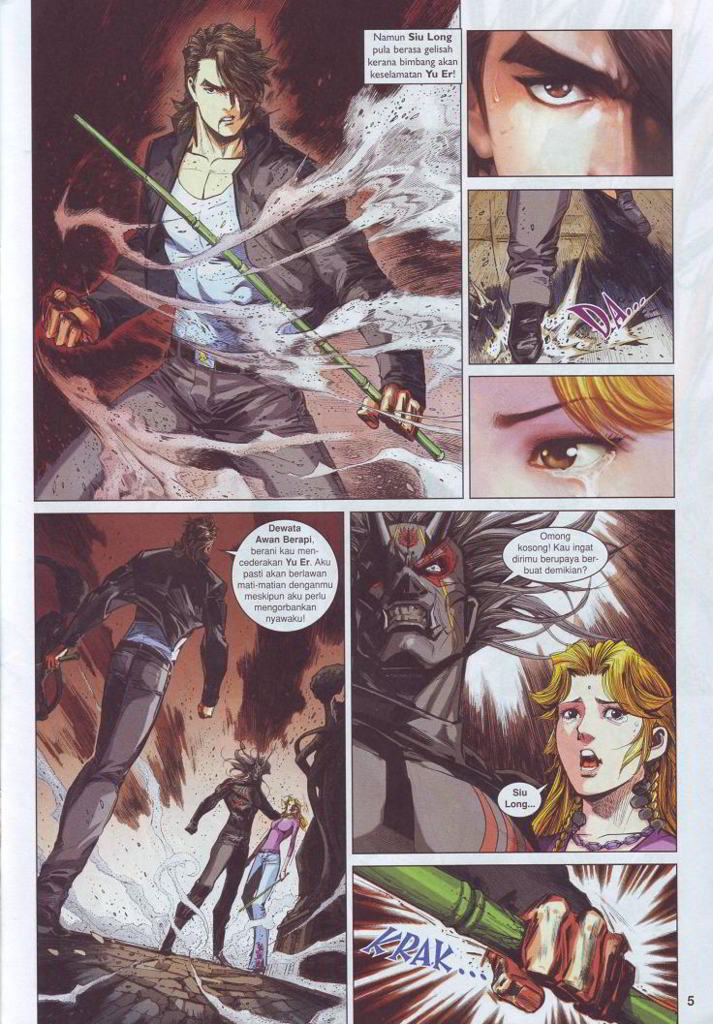 Namun Siu Long
pula berasa gelisah
kerana bimbang akan
keselamatan Yu Er!
DA...
Dewata
Awan Berapi,
berani kau men-
cederakan Yu Er. Aku
pasti akan berlawan
mati-matian denganmu
meskipun aku perlu
mengorbankan
nyawaku!
Omong
kosong! Kau ingat
dirimu berupaya ber-
buat demikian?
Siu
Long...
KRAK...
5